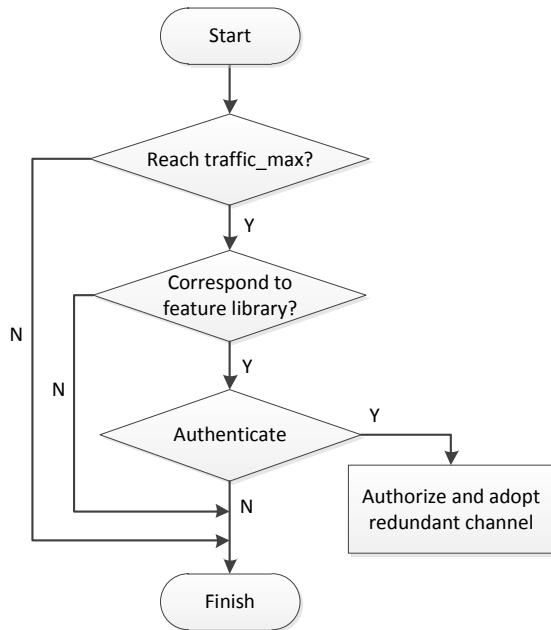 Start
Reach traffic_max?
Y
Correspond to
feature library?
N
N
Y
Y
Authenticate
N
Authorize and adopt
redundant channel
Finish